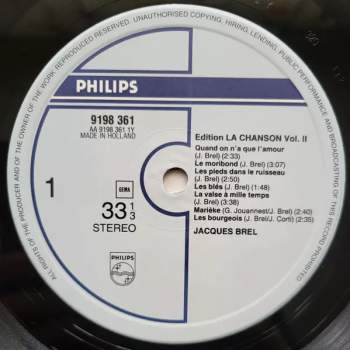 ALL RIGHTS OF THE PRODUCER AND OF THE OWNER OF THE RECORDED WORK RESERVED. UNAUTHORISED COPYING, HIRING, LENDING, PUBLIC PERFORMANCE AND BROADCASTING OF THIS RECORD PROHIBITED
PHILIPS
9198 361
AA 9198 361 1Y
MADE IN HOLLAND
1
GEMA
33 1/3
STEREO
PHILIPS
Edition LA CHANSON Vol. II
Quand on n'a que l'amour
(J. Brel) (2:33)
Le moribond (J. Brel) (3:07)
Les pieds dans le ruisseau
(J. Brel) (2:50)
Les blés (J. Brel) (1:48)
La valse à mille temps
(J. Brel) (3:38)
Marieke (G. Jouannest/J. Brel) (2:40)
Les bourgeois (J. Brel/J. Corti) (2:35)
JACQUES BREL